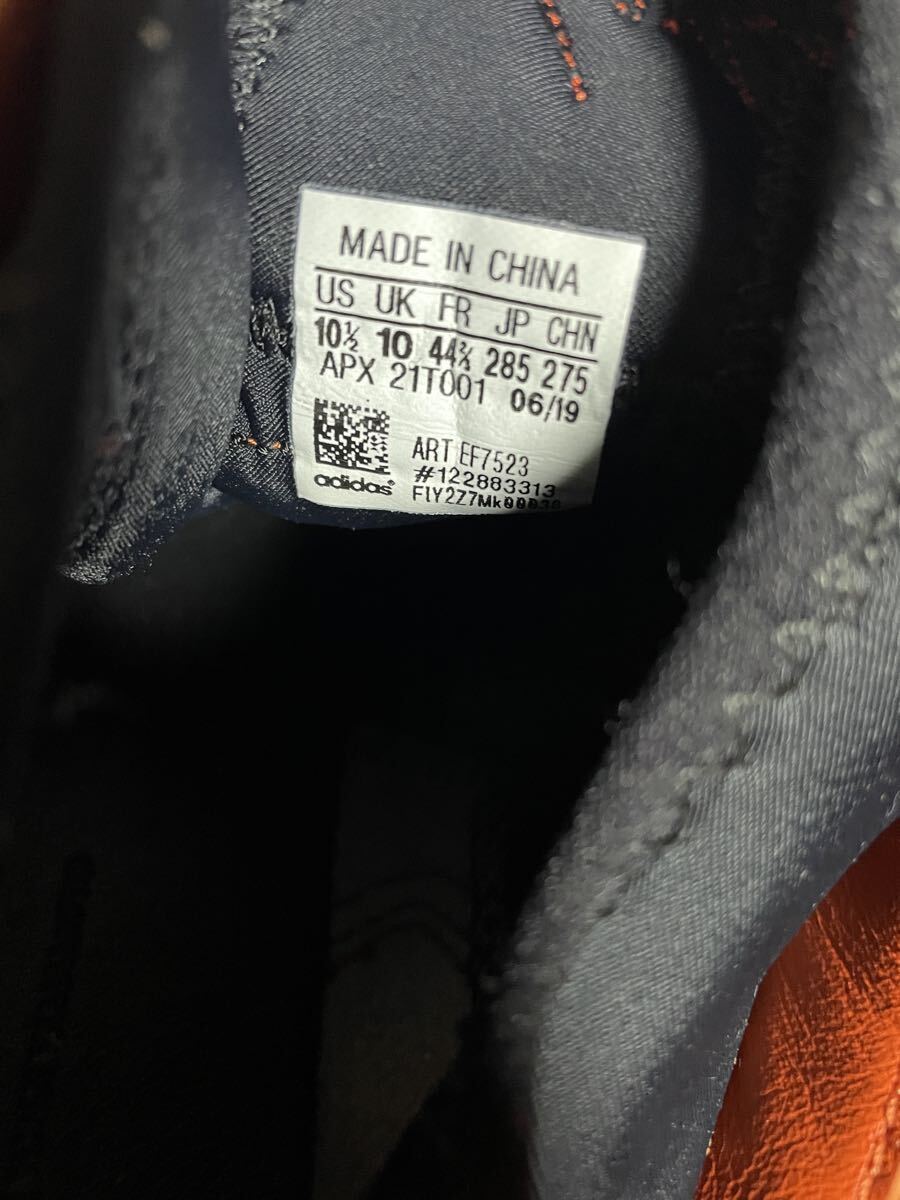 MADE IN CHINA
US UK FR JP CHN
10½ 10 44⅔ 285 275
APX 21T001 06/19
ART EF7523
#122883313
adidas®